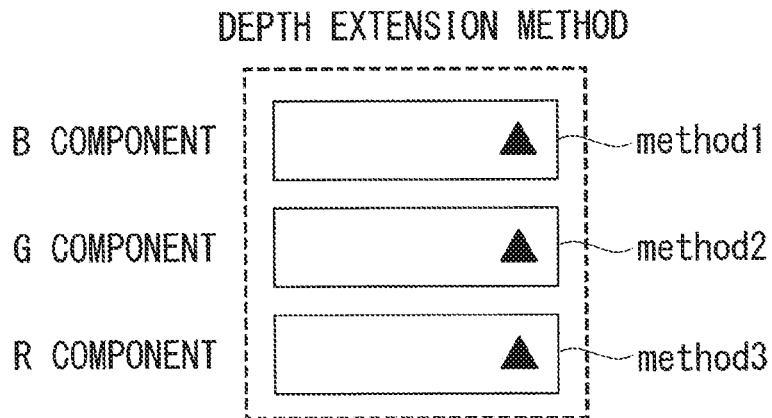 DEPTH EXTENSION METHOD
B COMPONENT method1
G COMPONENT method2
R COMPONENT method3